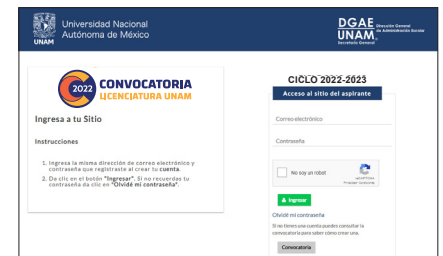 Universidad Nacional
Autónoma de México
UNAM
DGAE
UNAM
Dirección General
de Administración Escolar
Secretaría General
2022
CONVOCATORIA
LICENCIATURA UNAM
Ingresa a tu Sitio
Instrucciones
1. Ingresa la misma dirección de correo electrónico y
contraseña que registraste al crear tu cuenta.
2. Da clic en el botón "Ingresar". Si no recuerdas tu
contraseña da clic en "Olvidé mi contraseña".
CICLO 2022-2023
Acceso al sitio del aspirante
Correo electrónico
Contraseña
No soy un robot
reCAPTCHA
Ingresar
Olvidé mi contraseña
Si no tienes una cuenta puedes consultar la
convocatoria para saber cómo crear una.
Convocatoria